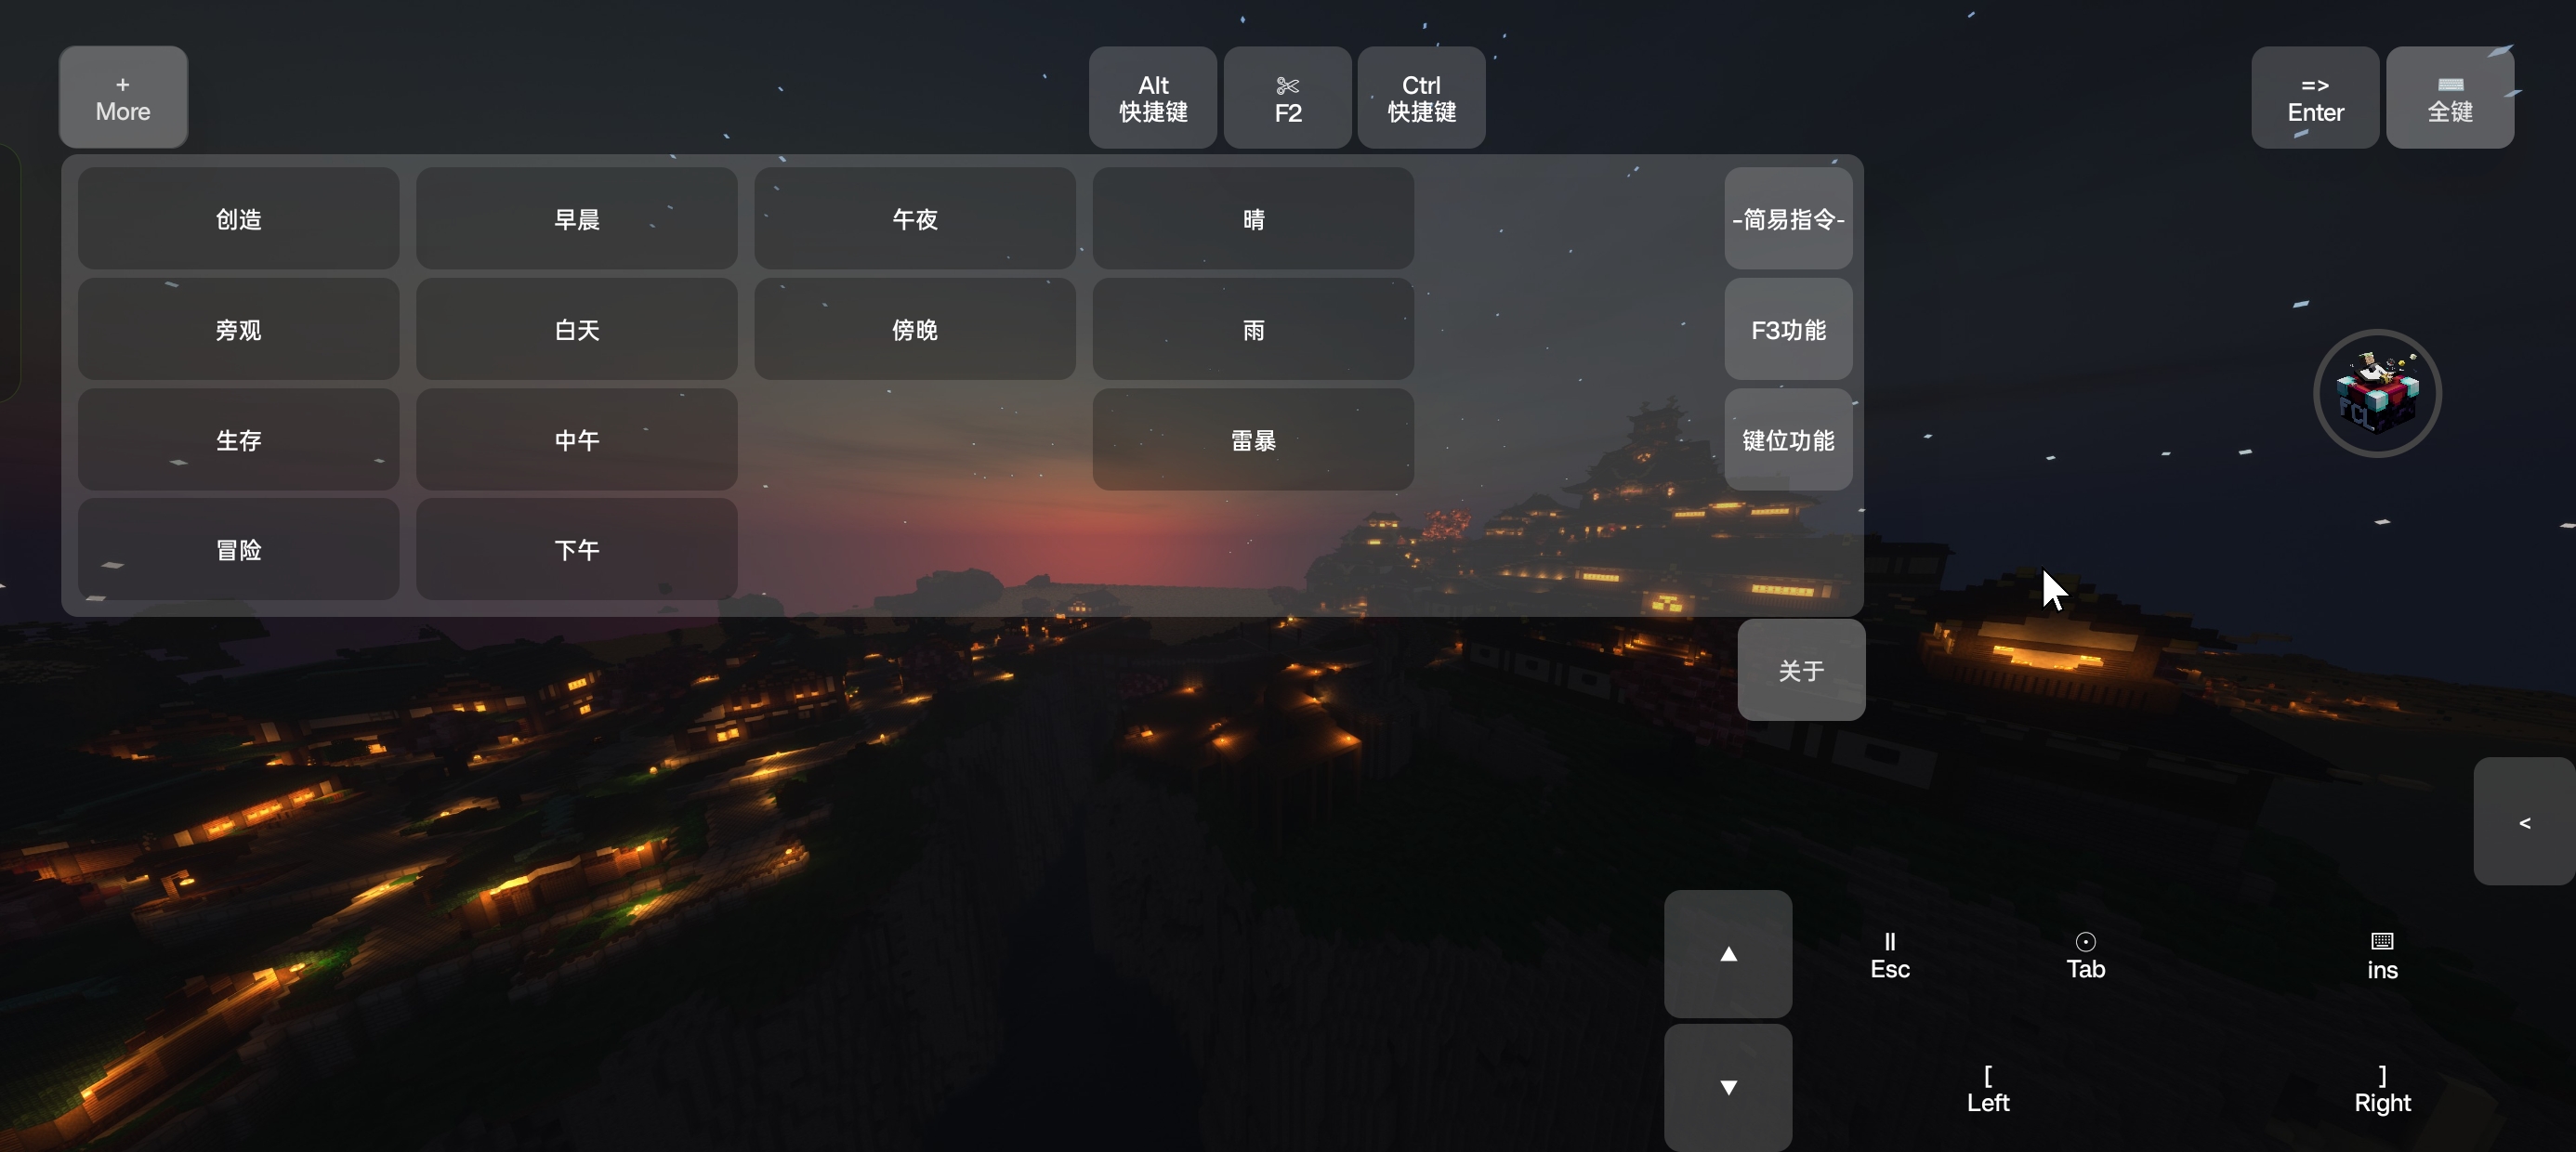 +
More
Alt
快捷键
F2
Ctrl
快捷键
=>
Enter
全键
创造
早晨
午夜
晴
-简易指令-
旁观
白天
傍晚
雨
F3功能
生存
中午
雷暴
键位功能
冒险
下午
关于
FCL
<
Esc
Tab
ins
[
Left
]
Right